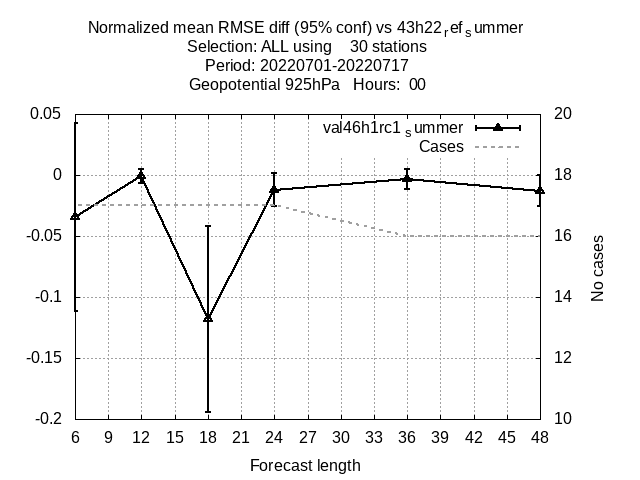 Normalized mean RMSE diff (95% conf) vs 43h22refsummer
Selection: ALL using 30 stations
Period: 20220701-20220717
Geopotential 925hPa Hours: 00
val46h1rc1summer
Cases
0.05
0
-0.05
-0.1
-0.15
-0.2
20
18
16
14
12
10
No cases
6 9 12 15 18 21 24 27 30 33 36 39 42 45 48
Forecast length